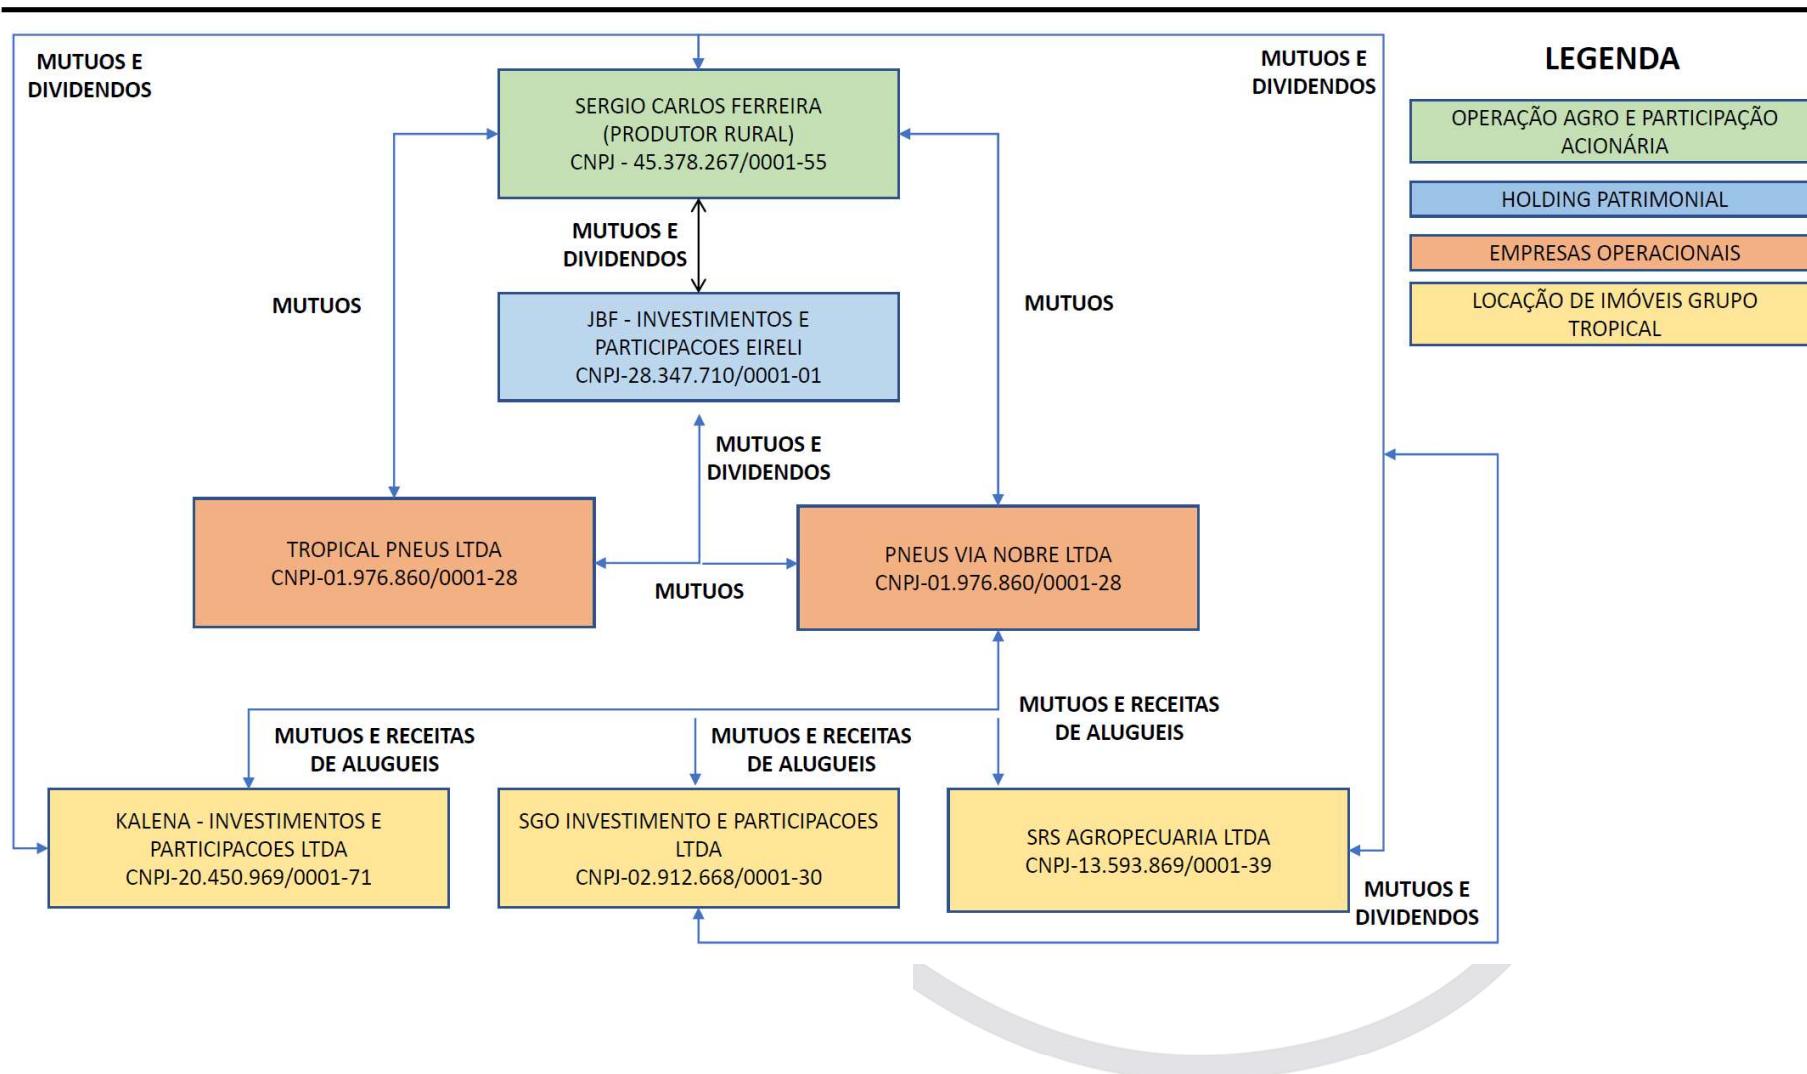 MUTUOS E
DIVIDENDOS
MUTUOS E
DIVIDENDOS
LEGENDA
SERGIO CARLOS FERREIRA
(PRODUTOR RURAL)
CNPJ - 45.378.267/0001-55
OPERAÇÃO AGRO E PARTICIPAÇÃO
ACIONÁRIA
HOLDING PATRIMONIAL
EMPRESAS OPERACIONAIS
LOCAÇÃO DE IMÓVEIS GRUPO
TROPICAL
MUTUOS E
DIVIDENDOS
MUTUOS
MUTUOS
JBF - INVESTIMENTOS E
PARTICIPACOES EIRELI
CNPJ-28.347.710/0001-01
MUTUOS E
DIVIDENDOS
TROPICAL PNEUS LTDA
CNPJ-01.976.860/0001-28
MUTUOS
PNEUS VIA NOBRE LTDA
CNPJ-01.976.860/0001-28
MUTUOS E RECEITAS
DE ALUGUEIS
MUTUOS E RECEITAS
DE ALUGUEIS
MUTUOS E RECEITAS
DE ALUGUEIS
KALENA - INVESTIMENTOS E
PARTICIPACOES LTDA
CNPJ-20.450.969/0001-71
SGO INVESTIMENTO E PARTICIPACOES
LTDA
CNPJ-02.912.668/0001-30
SRS AGROPECUARIA LTDA
CNPJ-13.593.869/0001-39
MUTUOS E
DIVIDENDOS